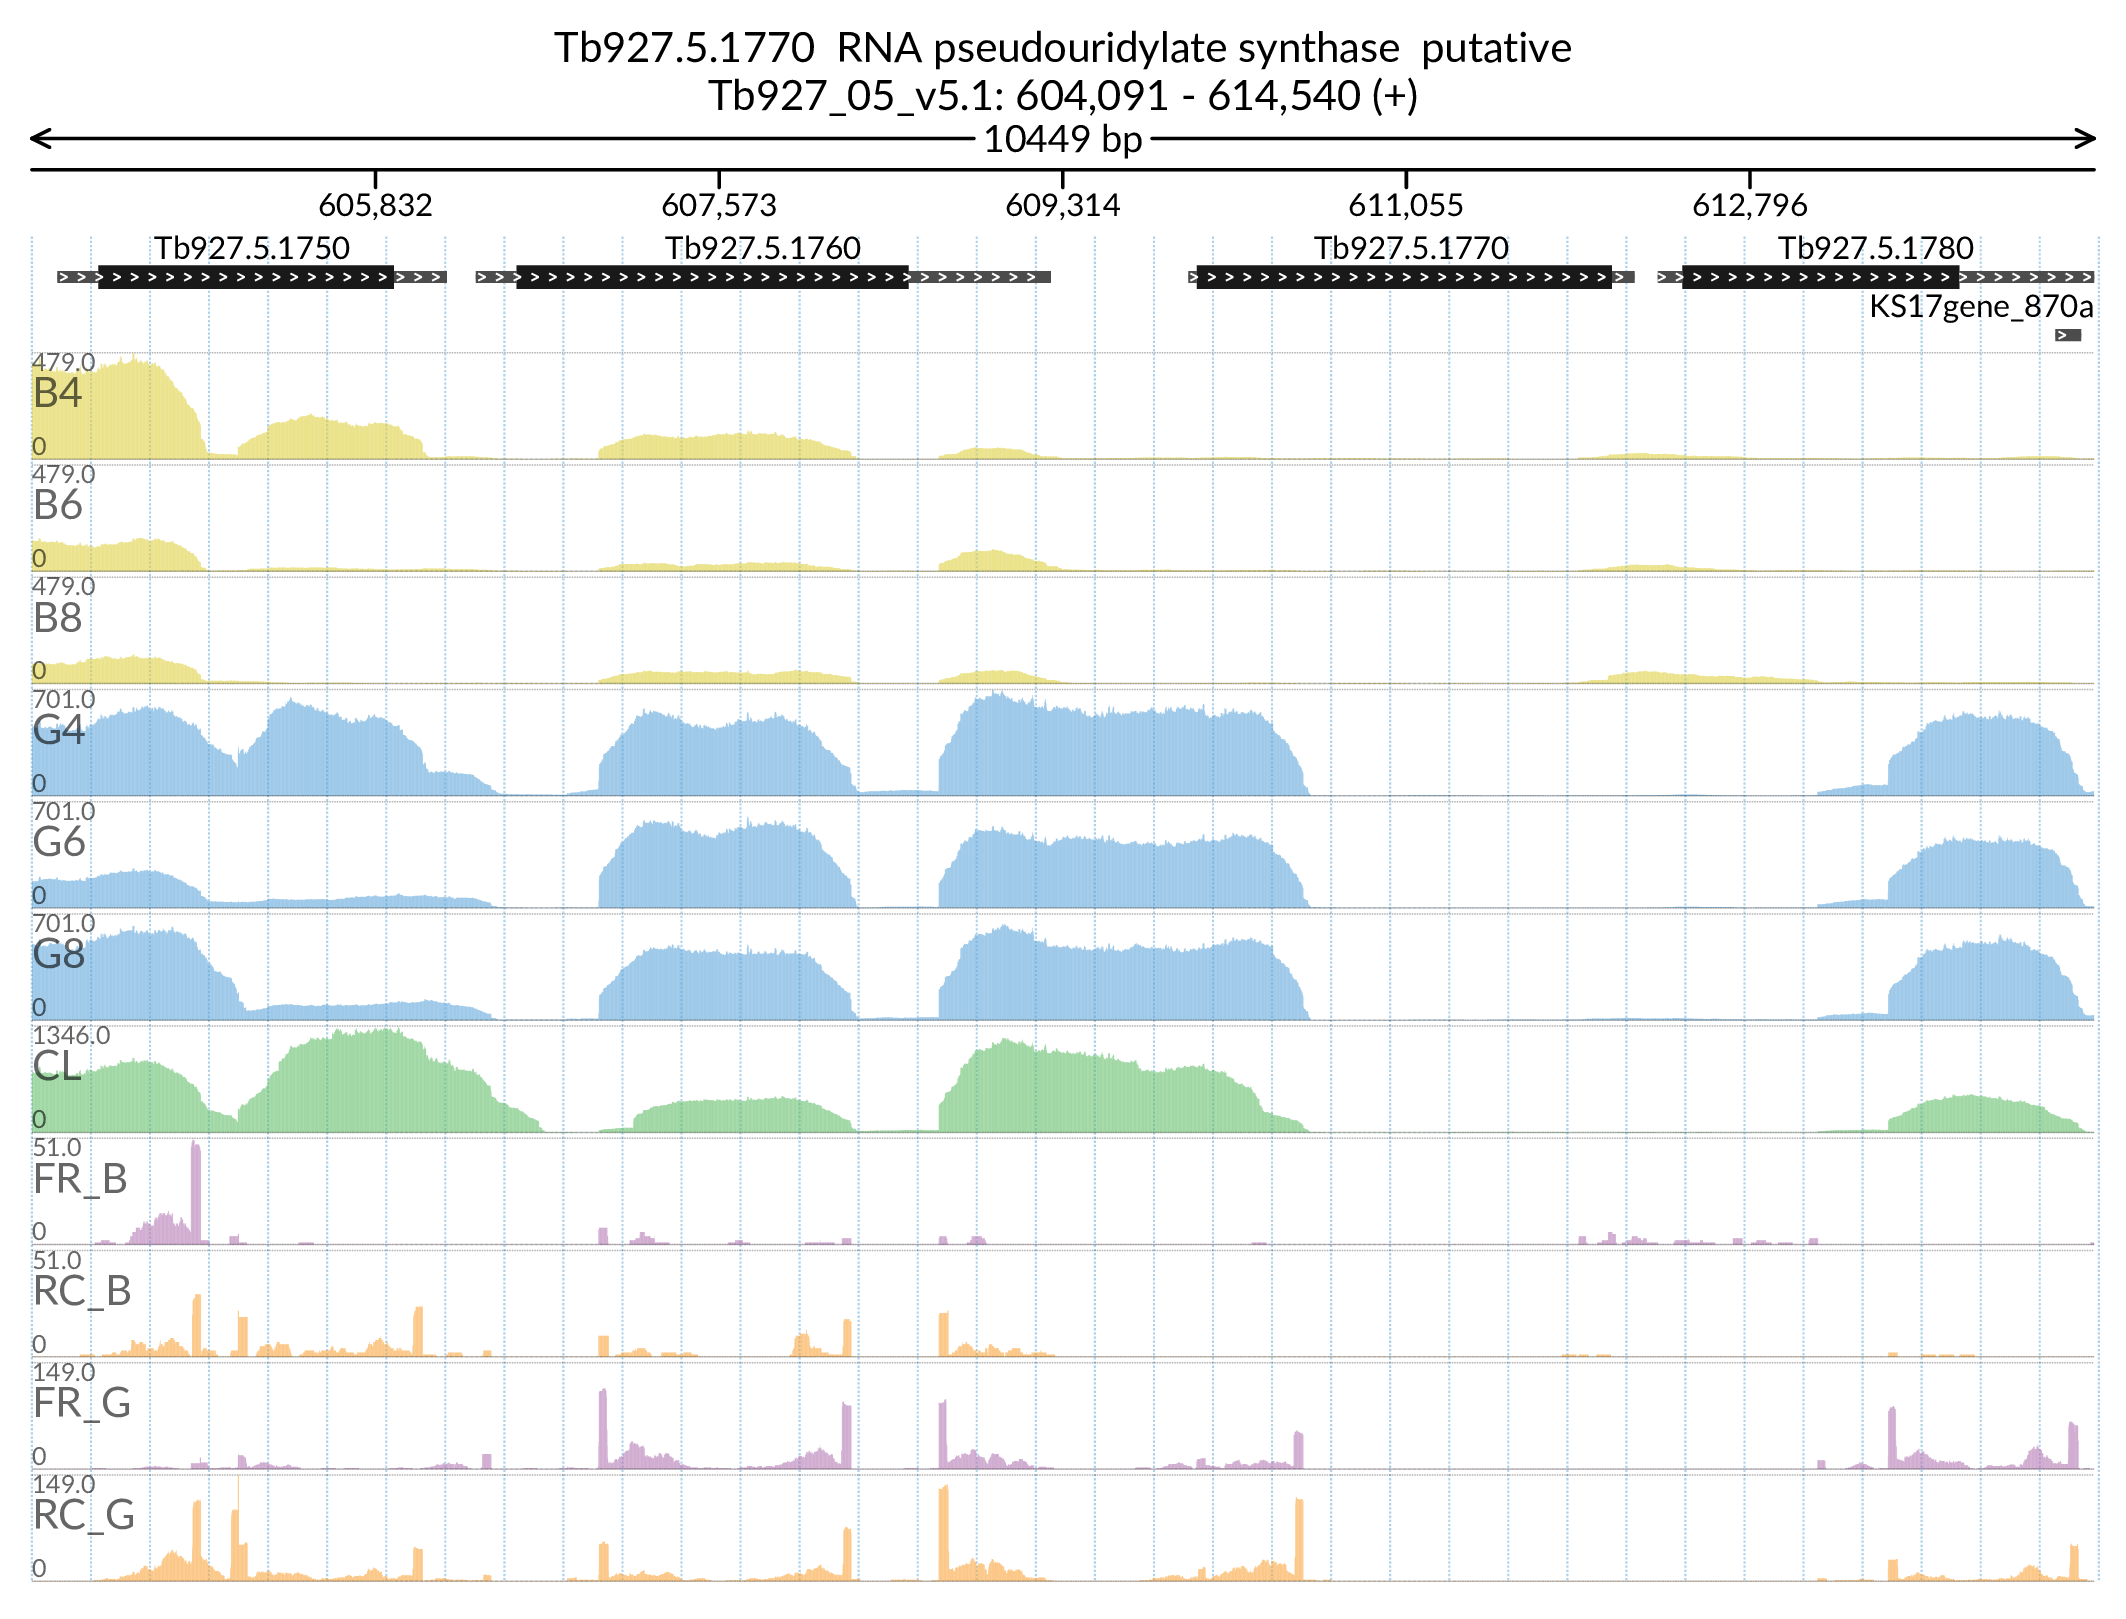 Tb927.5.1770  RNA pseudouridylate synthase  putative
Tb927_05_v5.1: 604,091 - 614,540 (+)
10449 bp
605,832 607,573 609,314 611,055 612,796
Tb927.5.1750 Tb927.5.1760 Tb927.5.1770 Tb927.5.1780
KS17gene_870a
479.0
B4
0
479.0
B6
0
479.0
B8
0
701.0
G4
0
701.0
G6
0
701.0
G8
0
1346.0
CL
0
51.0
FR_B
0
51.0
RC_B
0
149.0
FR_G
0
149.0
RC_G
0